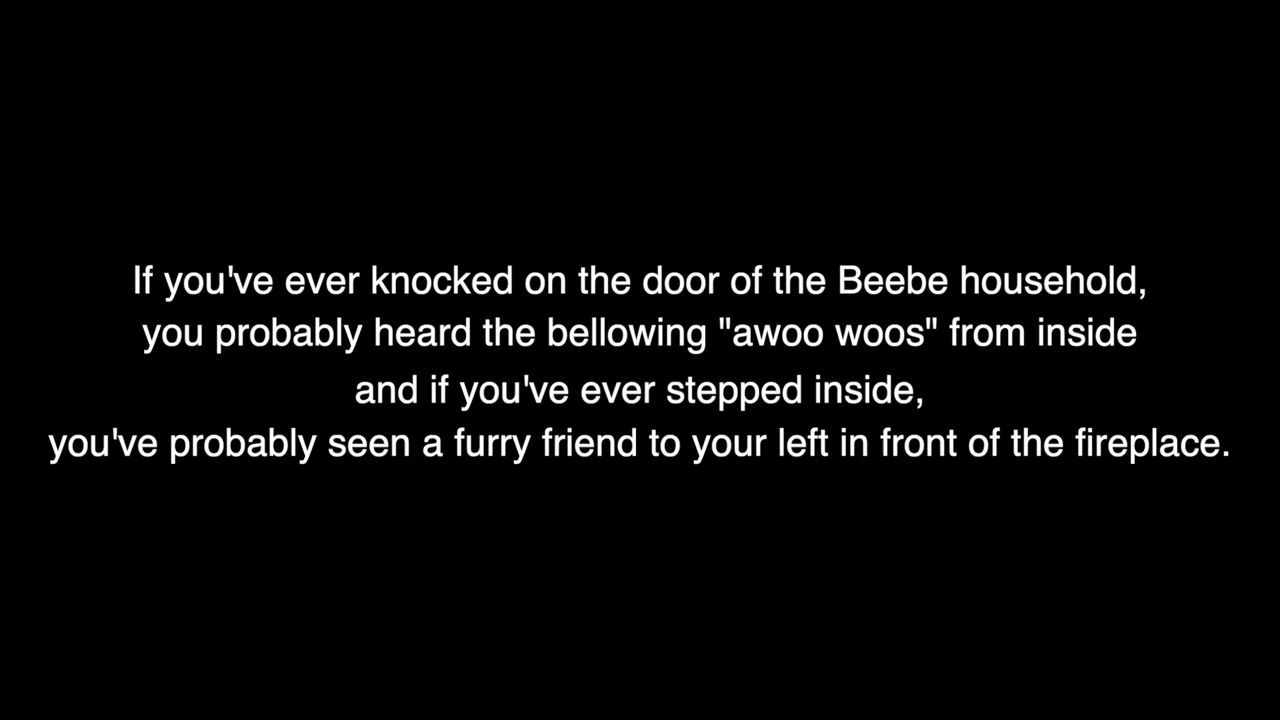 If you've ever knocked on the door of the Beebe household,
you probably heard the bellowing "awoo woos" from inside
and if you've ever stepped inside,
you've probably seen a furry friend to your left in front of the fireplace.